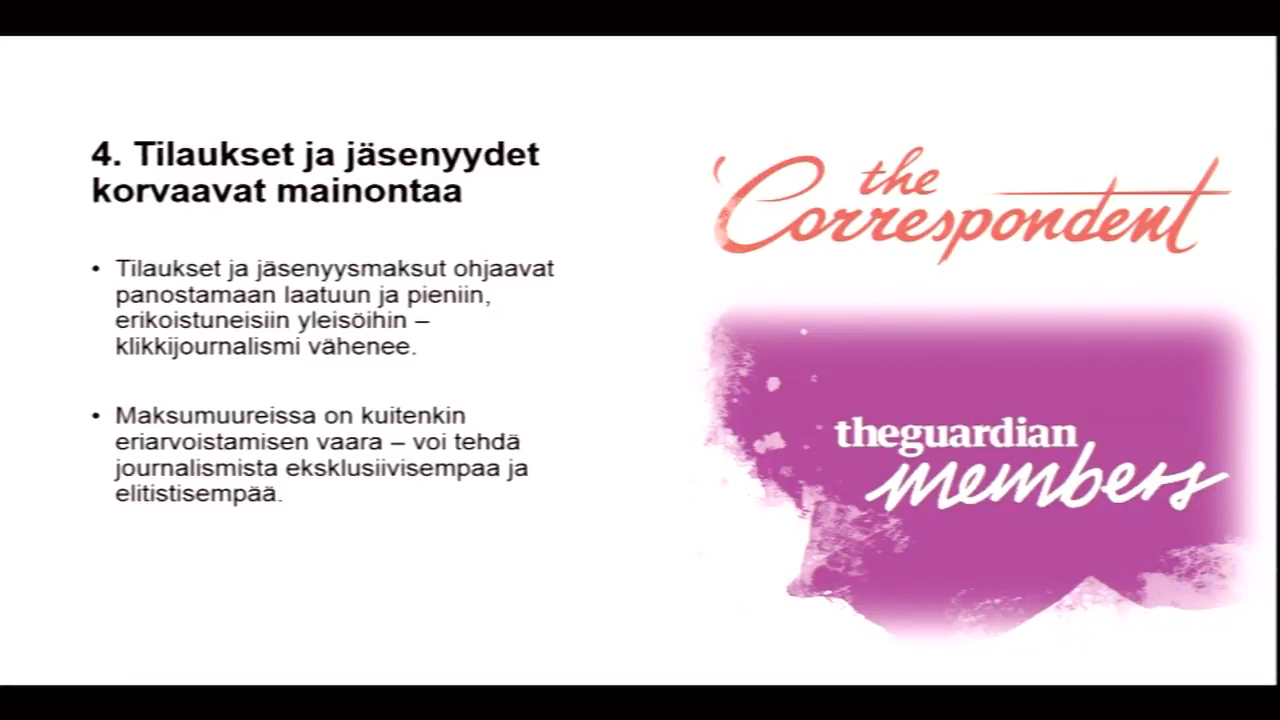 4. Tilaukset ja jäsenyydet
korvaavat mainontaa
• Tilaukset ja jäsenyysmaksut ohjaavat
panostamaan laatuun ja pieniin,
erikoistuneisiin yleisöihin –
klikkijournalismi vähenee.
• Maksumuureissa on kuitenkin
eriarvoistamisen vaara – voi tehdä
journalismista eksklusiivisempaa ja
elitistisempää.
the
Correspondent
theguardian
members